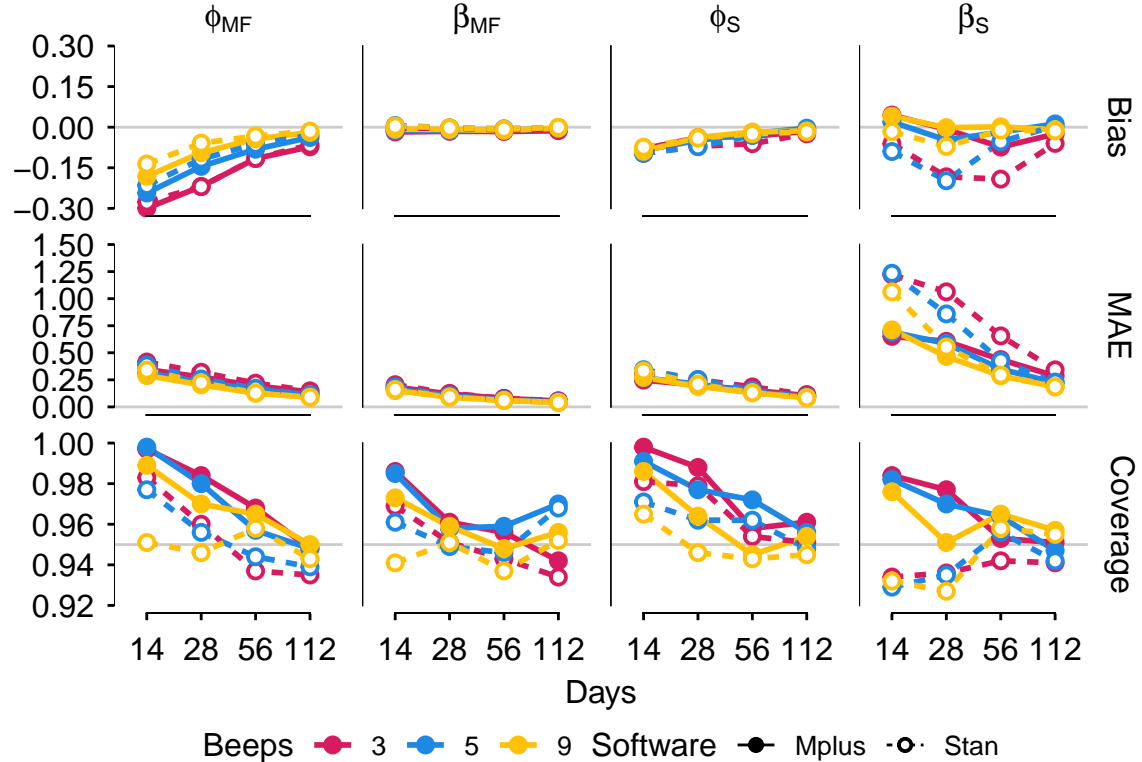 ϕMF βMF ϕS βS
0.30
0.15
0.00
−0.15
−0.30
Bias
1.50
1.25
1.00
0.75
0.50
0.25
0.00
MAE
1.00
0.98
0.96
0.94
0.92
Coverage
14 28 56 112 14 28 56 112 14 28 56 112 14 28 56 112
Days
Beeps 3 5 9 Software Mplus Stan